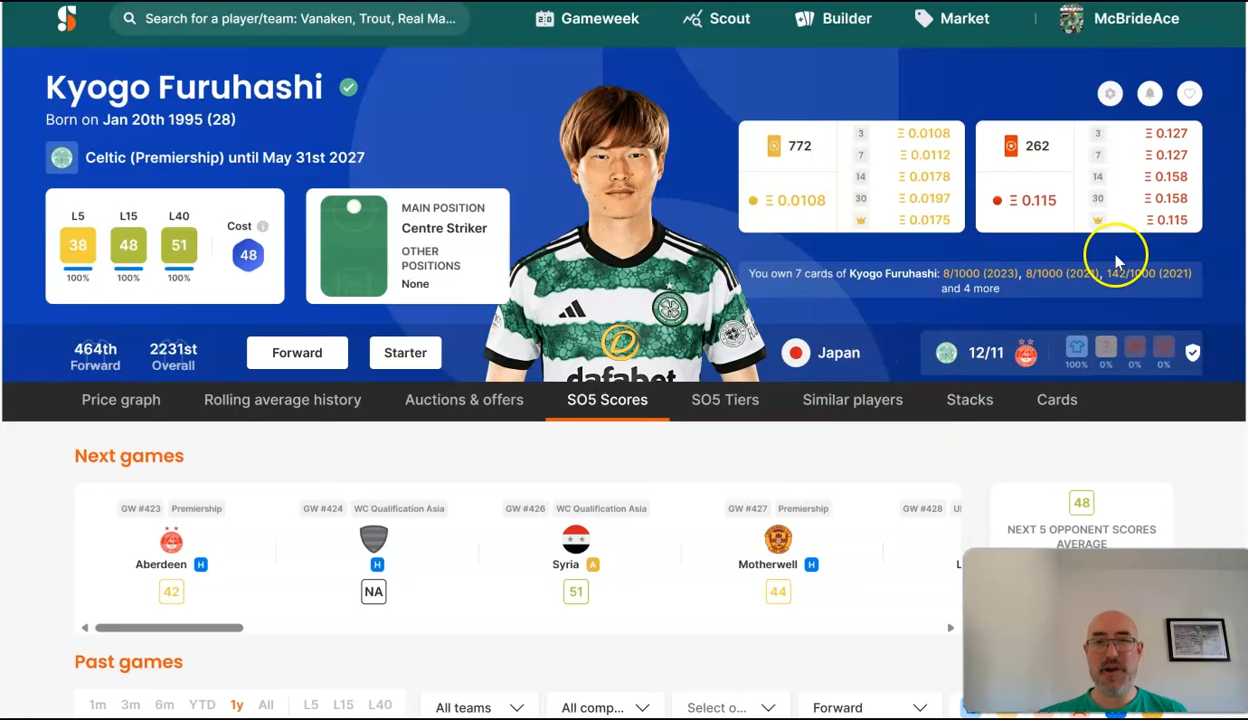 Search for a player/team: Vanaken, Trout, Real Ma...
Gameweek
Scout
Builder
Market
McBrideAce
Kyogo Furuhashi
Born on Jan 20th 1995 (28)
Celtic (Premiership) until May 31st 2027
L5 L15 L40
38 48 51
100% 100% 100%
Cost
48
MAIN POSITION
Centre Striker
OTHER
POSITIONS
None
772
Ξ 0.0108
3 Ξ 0.0108
7 Ξ 0.0112
14 Ξ 0.0178
30 Ξ 0.0197
Ξ 0.0175
262
Ξ 0.115
3 Ξ 0.127
7 Ξ 0.127
14 Ξ 0.158
30 Ξ 0.158
Ξ 0.115
You own 7 cards of Kyogo Furuhashi: 8/1000 (2023), 8/1000 (2021), 142/1000 (2021)
and 4 more
464th
Forward
2231st
Overall
Forward
Starter
dafabet
Japan
12/11
100% 0% 0% 0%
Price graph
Rolling average history
Auctions & offers
SO5 Scores
SO5 Tiers
Similar players
Stacks
Cards
Next games
GW #423 Premiership
Aberdeen H
42
GW #424 WC Qualification Asia
H
NA
GW #426 WC Qualification Asia
Syria A
51
GW #427 Premiership
Motherwell H
44
GW #428
48
NEXT 5 OPPONENT SCORES
AVERAGE
Past games
1m 3m 6m YTD 1y All
L5 L15 L40
All teams
All comp...
Select o...
Forward